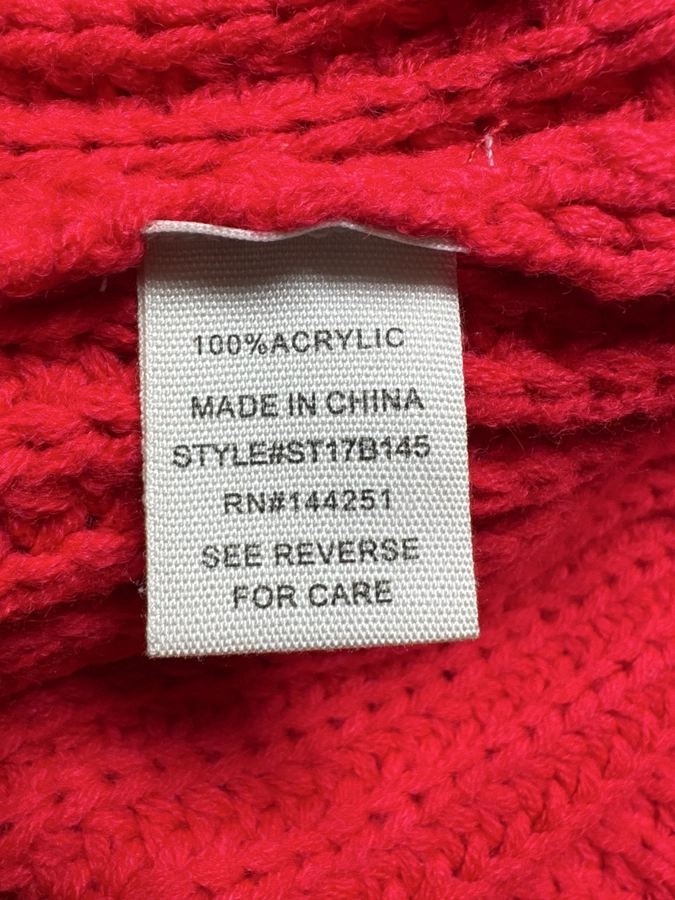 100%ACRYLIC
MADE IN CHINA
STYLE#ST17B145
RN#144251
SEE REVERSE
FOR CARE